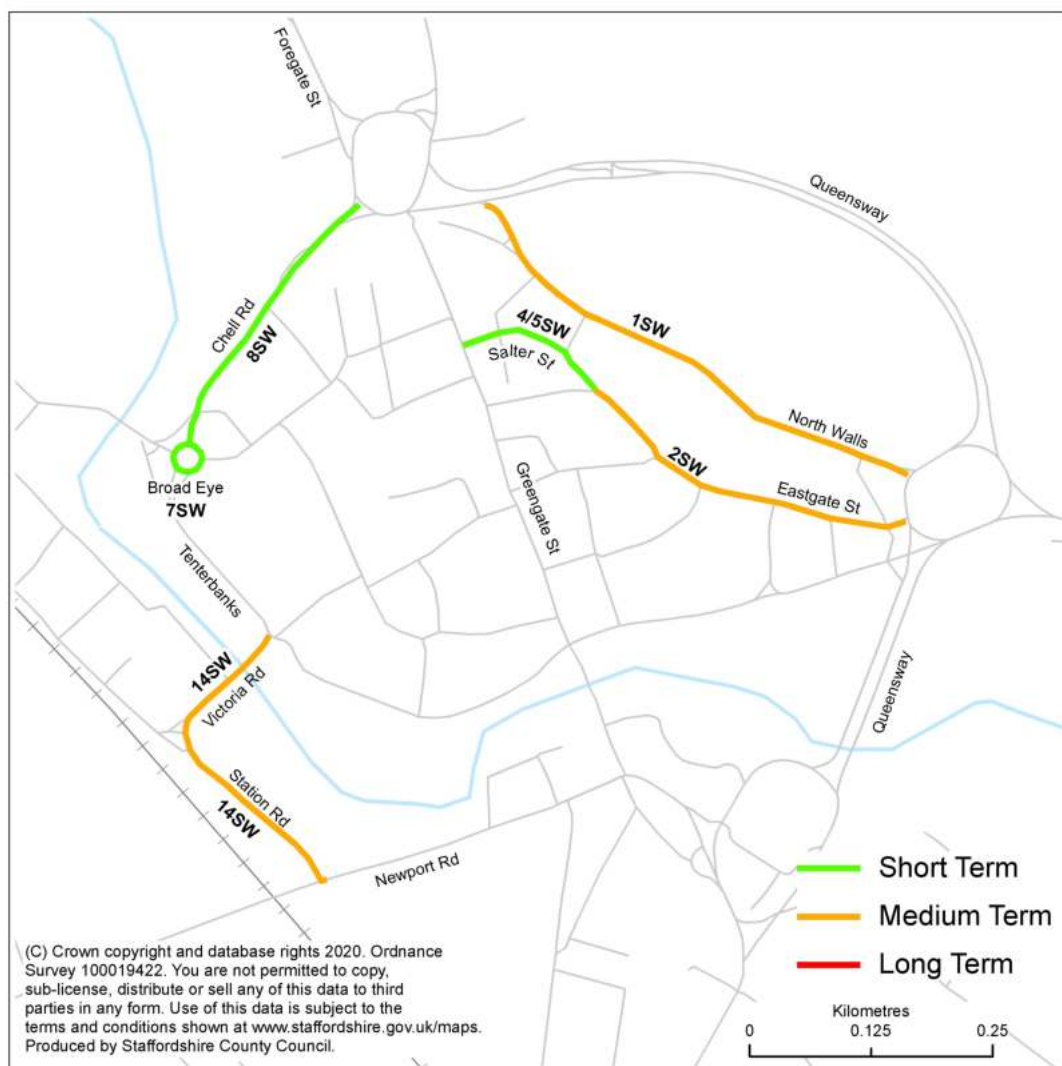 Foregate St
Queensway
Chell Rd
8SW
4/5SW
Salter St
1SW
North Walls
2SW
Eastgate St
Greengate St
Broad Eye
7SW
Tenterbanks
14SW
Victoria Rd
Queensway
Station Rd
14SW
Newport Rd
Short Term
Medium Term
Long Term
(C) Crown copyright and database rights 2020. Ordnance
Survey 100019422. You are not permitted to copy,
sub-license, distribute or sell any of this data to third
parties in any form. Use of this data is subject to the
terms and conditions shown at www.staffordshire.gov.uk/maps.
Produced by Staffordshire County Council.
Kilometres
0 0.125 0.25